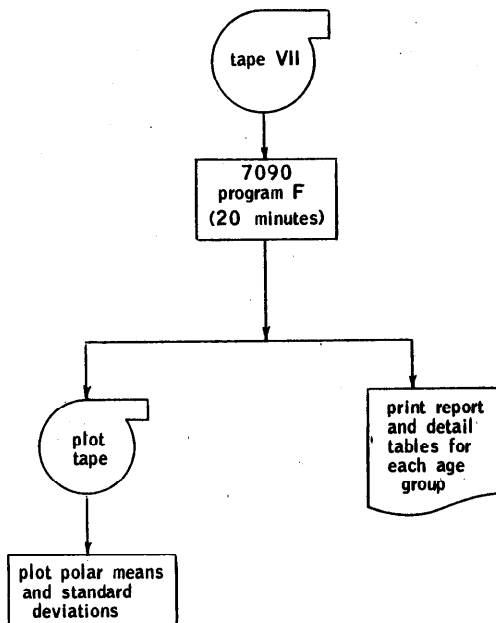 tape VII
7090
program F
(20 minutes)
plot
tape
print report
and detail
tables for
each age
group
plot polar means
and standard
deviations